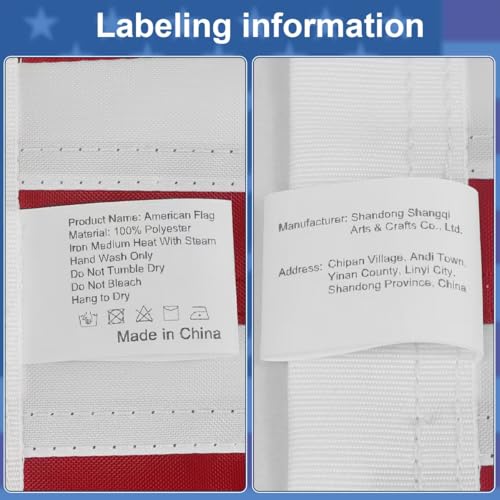 Labeling information
Product Name: American Flag
Material: 100% Polyester
Iron Medium Heat With Steam
Hand Wash Only
Do Not Tumble Dry
Do Not Bleach
Hang to Dry
Made in China
Manufacturer: Shandong Shangqi
Arts & Crafts Co., Ltd.
Address: Chipan Village, Andi Town,
Yinan County, Linyi City,
Shandong Province, China